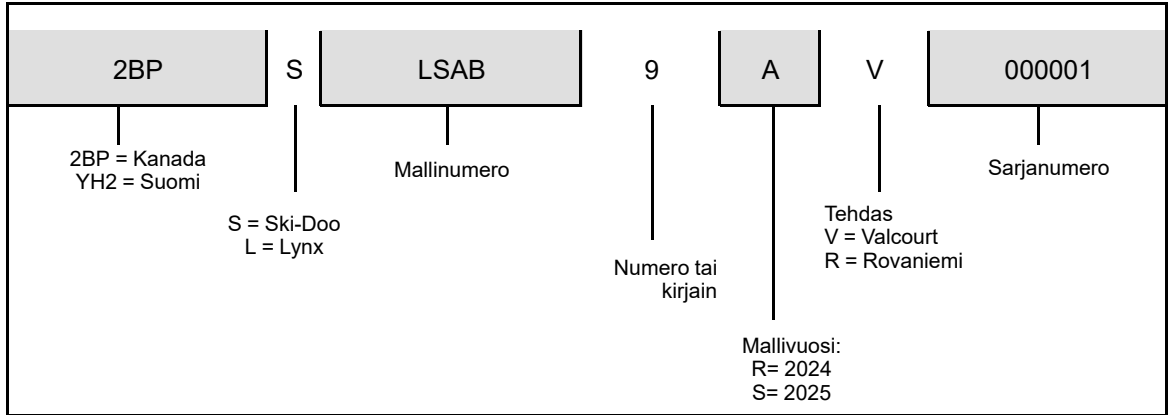 2BP S LSAB 9 A V 000001
2BP = Kanada
YH2 = Suomi
Mallinumero
Sarjanumero
S = Ski-Doo
L = Lynx
Tehdas
V = Valcourt
R = Rovaniemi
Numero tai
kirjain
Mallivuosi:
R= 2024
S= 2025